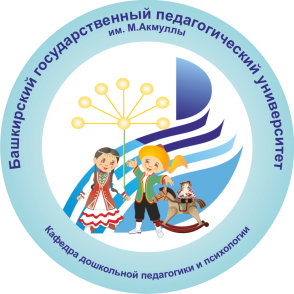 Башкирский государственный педагогический университет
им. М.Акмуллы
Кафедра дошкольной педагогики и психологии